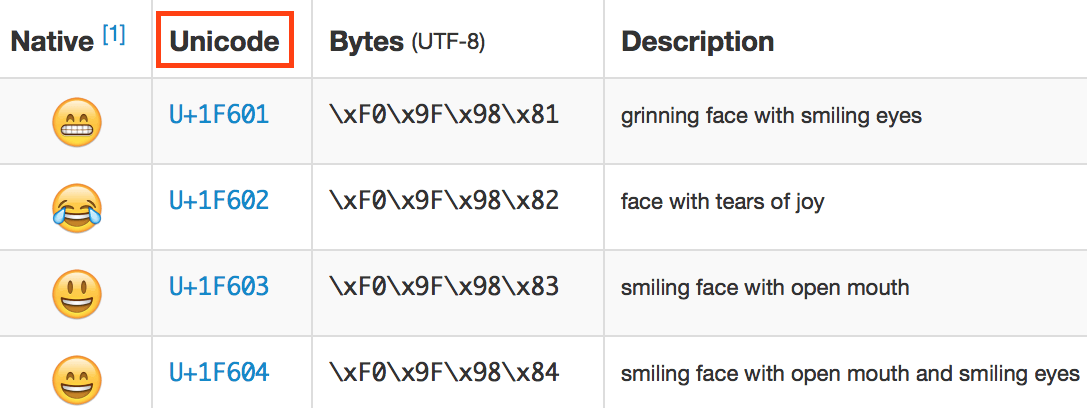 Native [1] Unicode Bytes (UTF-8) Description
U+1F601 \xF0\x9F\x98\x81 grinning face with smiling eyes
U+1F602 \xF0\x9F\x98\x82 face with tears of joy
U+1F603 \xF0\x9F\x98\x83 smiling face with open mouth
U+1F604 \xF0\x9F\x98\x84 smiling face with open mouth and smiling eyes